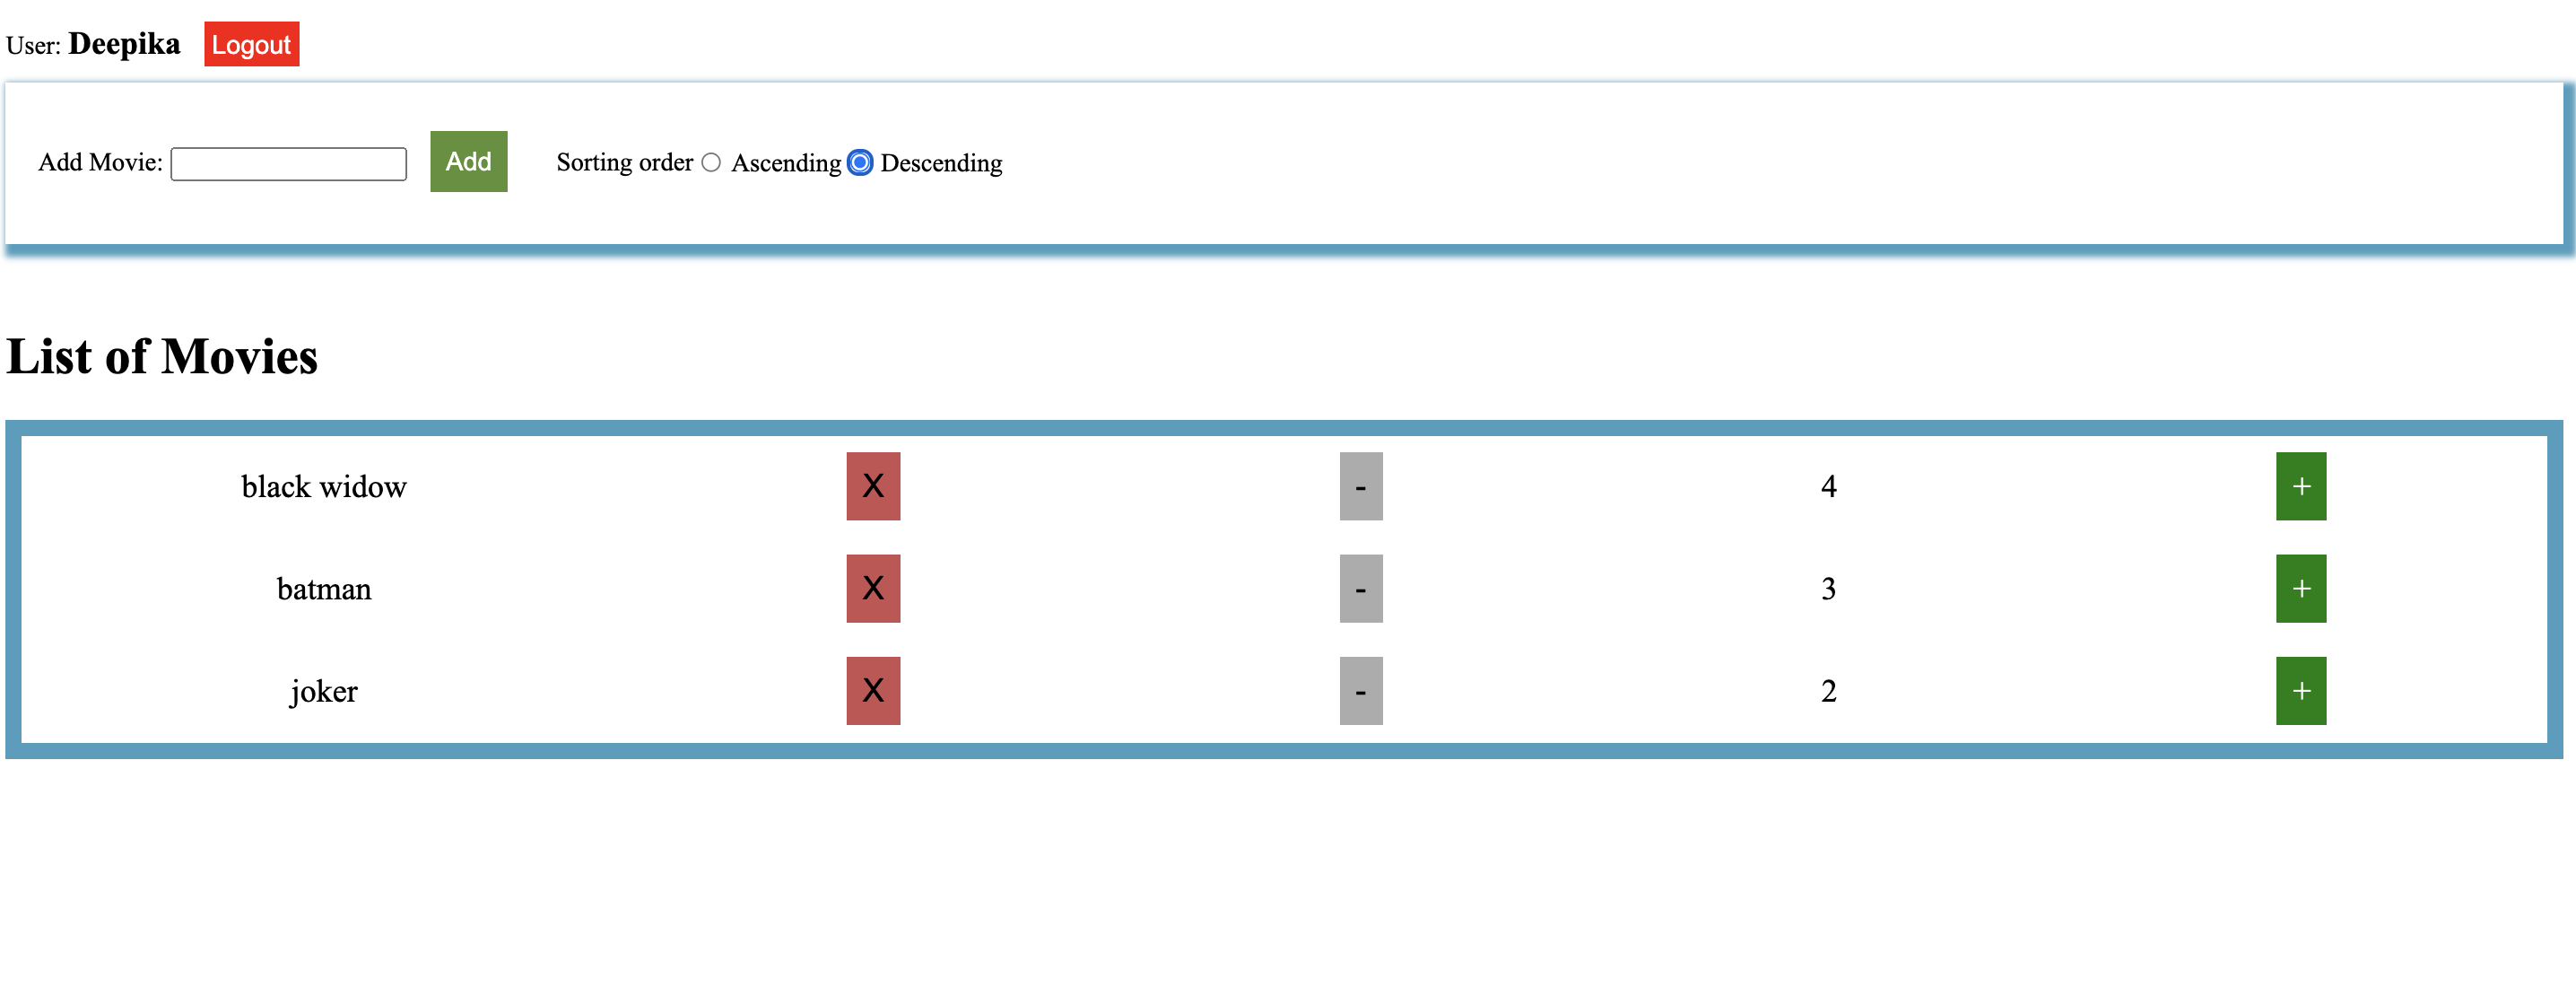 User: Deepika Logout
Add Movie: Add Sorting order Ascending Descending
List of Movies
black widow X - 4 +
batman X - 3 +
joker X - 2 +